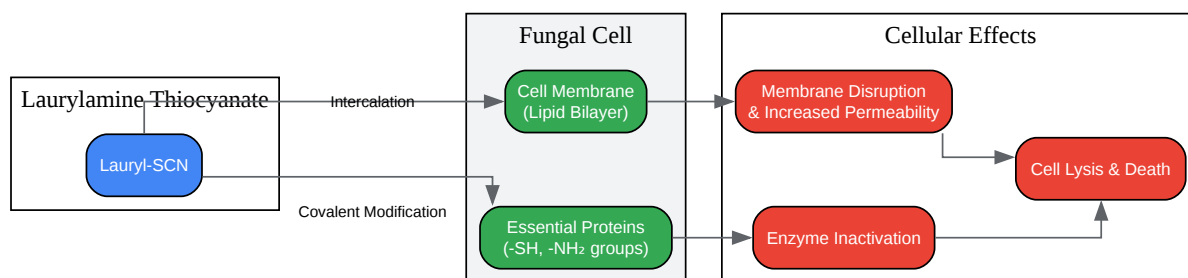 Laurylamine Thiocyanate
Lauryl-SCN
Intercalation
Covalent Modification
Fungal Cell
Cell Membrane
(Lipid Bilayer)
Essential Proteins
(-SH, -NH₂ groups)
Cellular Effects
Membrane Disruption
& Increased Permeability
Enzyme Inactivation
Cell Lysis & Death